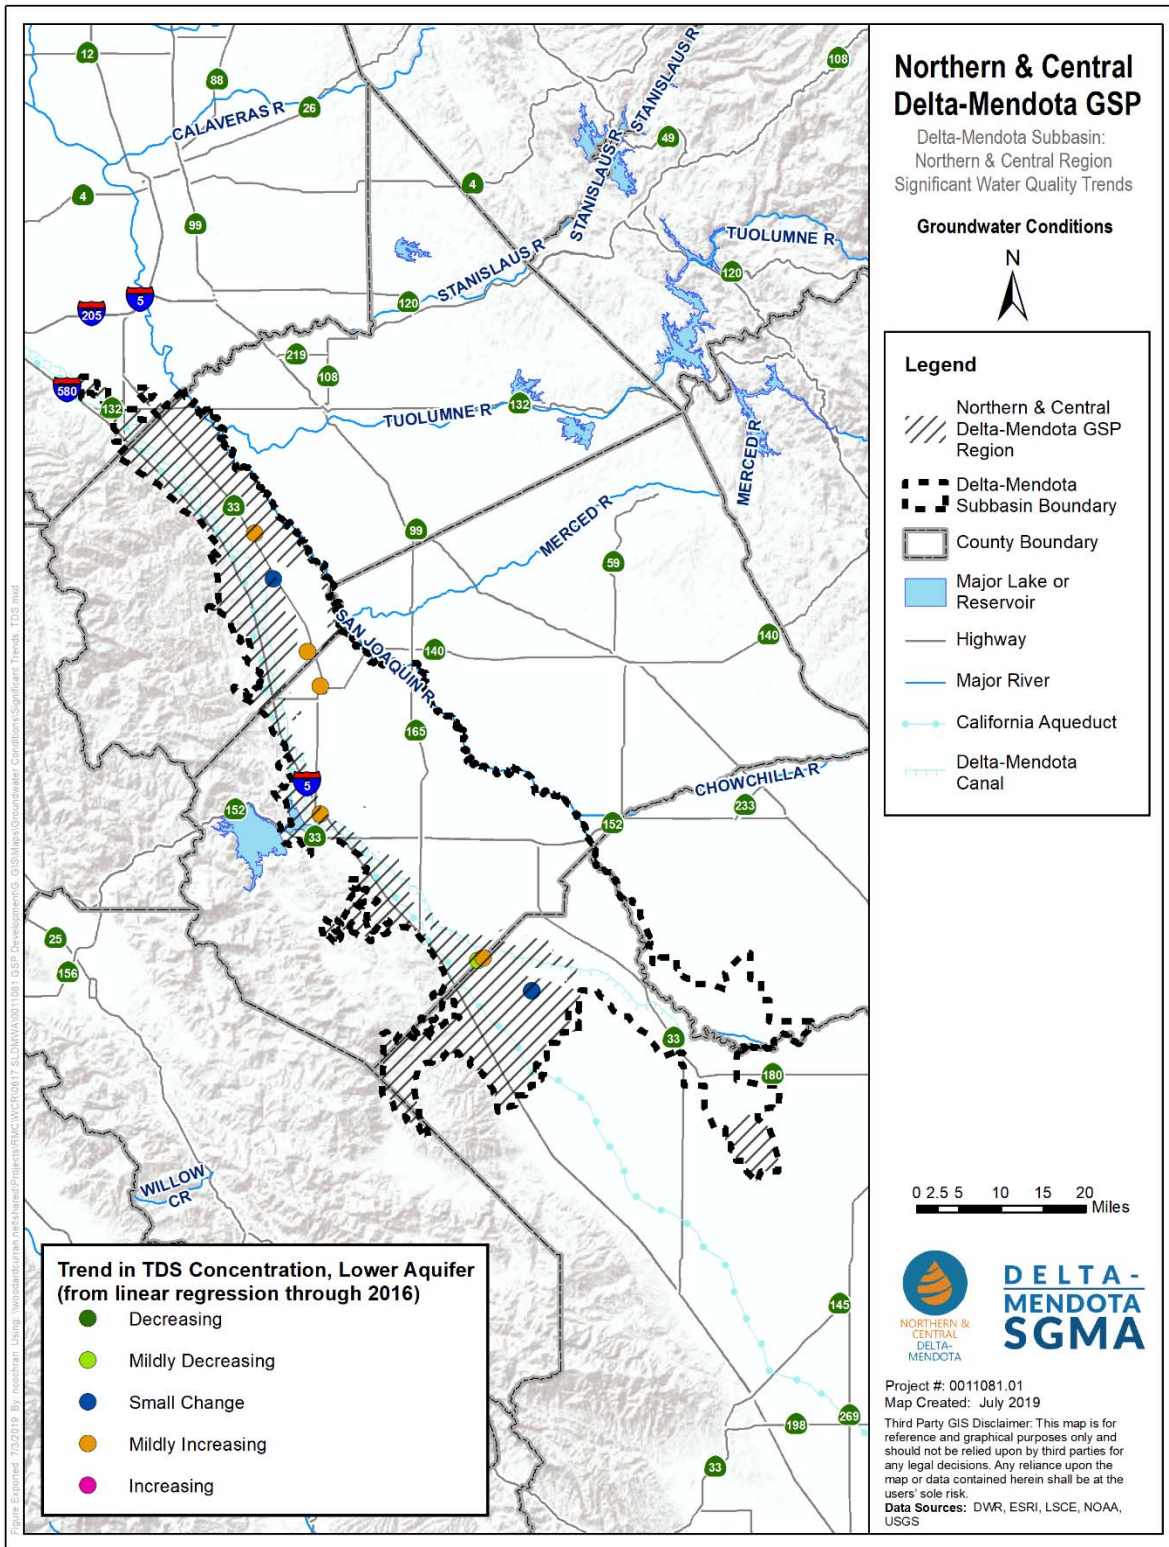 Northern & Central
Delta-Mendota GSP
Delta-Mendota Subbasin:
Northern & Central Region
Significant Water Quality Trends
Groundwater Conditions
N
Legend
Northern & Central
Delta-Mendota GSP
Region
Delta-Mendota
Subbasin Boundary
County Boundary
Major Lake or
Reservoir
Highway
Major River
California Aqueduct
Delta-Mendota
Canal
0 2.5 5 10 15 20
Miles
NORTHERN &
CENTRAL
DELTA-
MENDOTA
DELTA-
MENDOTA
SGMA
Project #: 0011081.01
Map Created: July 2019
Third Party GIS Disclaimer: This map is for
reference and graphical purposes only and
should not be relied upon by third parties for
any legal decisions. Any reliance upon the
map or data contained herein shall be at the
users' sole risk.
Data Sources: DWR, ESRI, LSCE, NOAA,
USGS
12
88
26
CALAVERAS R
108
STANISLAUS R
49
4
4
STANISLAUS R
99
TUOLUMNE R
STANISLAUS R
120
5
205
120
219
108
580
132
132
TUOLUMNE R
MERCED R
33
99
MERCED R
59
SAN JOAQUIN R
140
140
165
5
CHOWCHILLA R
233
152
152
33
25
156
33
180
WILLOW
CR
145
198
269
33
Trend in TDS Concentration, Lower Aquifer
(from linear regression through 2016)
Decreasing
Mildly Decreasing
Small Change
Mildly Increasing
Increasing